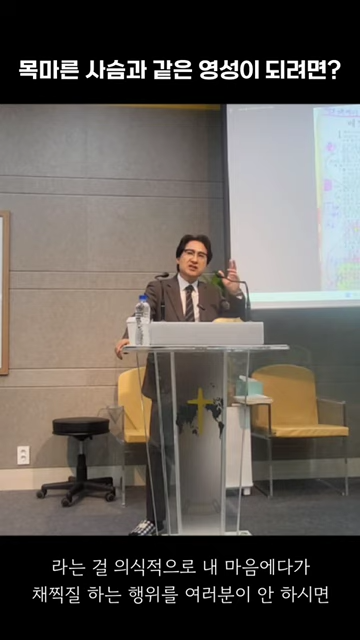 목마른 사슴과 같은 영성이 되려면?
라는 걸 의식적으로 내 마음에다가
채찍질 하는 행위를 여러분이 안 하시면